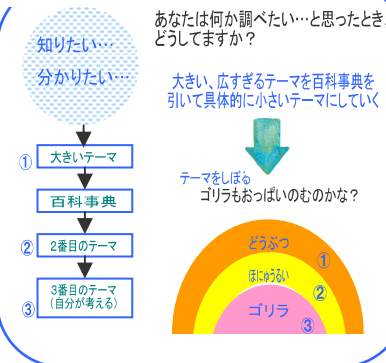 あなたは何か調べたい…と思ったとき、
どうしてますか？
知りたい…
分かりたい…
① 大きいテーマ
百科事典
② 2番目のテーマ
③ 3番目のテーマ
(自分が考える)
大きい、広すぎるテーマを百科事典を
引いて具体的に小さいテーマにしていく
テーマをしぼる
ゴリラもおっぱいのむのかな？
どうぶつ
①
ほにゅうるい
②
ゴリラ
③